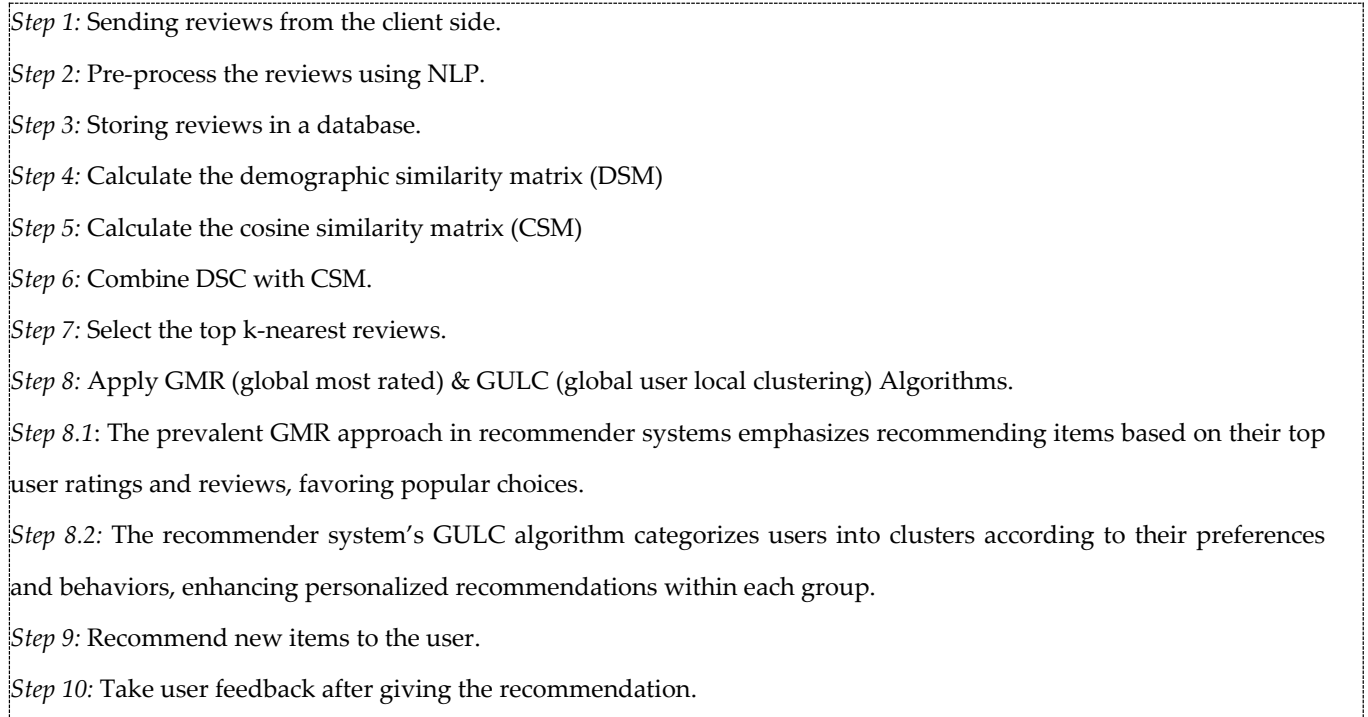 Step 1: Sending reviews from the client side.
Step 2: Pre-process the reviews using NLP.
Step 3: Storing reviews in a database.
Step 4: Calculate the demographic similarity matrix (DSM)
Step 5: Calculate the cosine similarity matrix (CSM)
Step 6: Combine DSC with CSM.
Step 7: Select the top k-nearest reviews.
Step 8: Apply GMR (global most rated) & GULC (global user local clustering) Algorithms.
Step 8.1: The prevalent GMR approach in recommender systems emphasizes recommending items based on their top
user ratings and reviews, favoring popular choices.
Step 8.2: The recommender system’s GULC algorithm categorizes users into clusters according to their preferences
and behaviors, enhancing personalized recommendations within each group.
Step 9: Recommend new items to the user.
Step 10: Take user feedback after giving the recommendation.